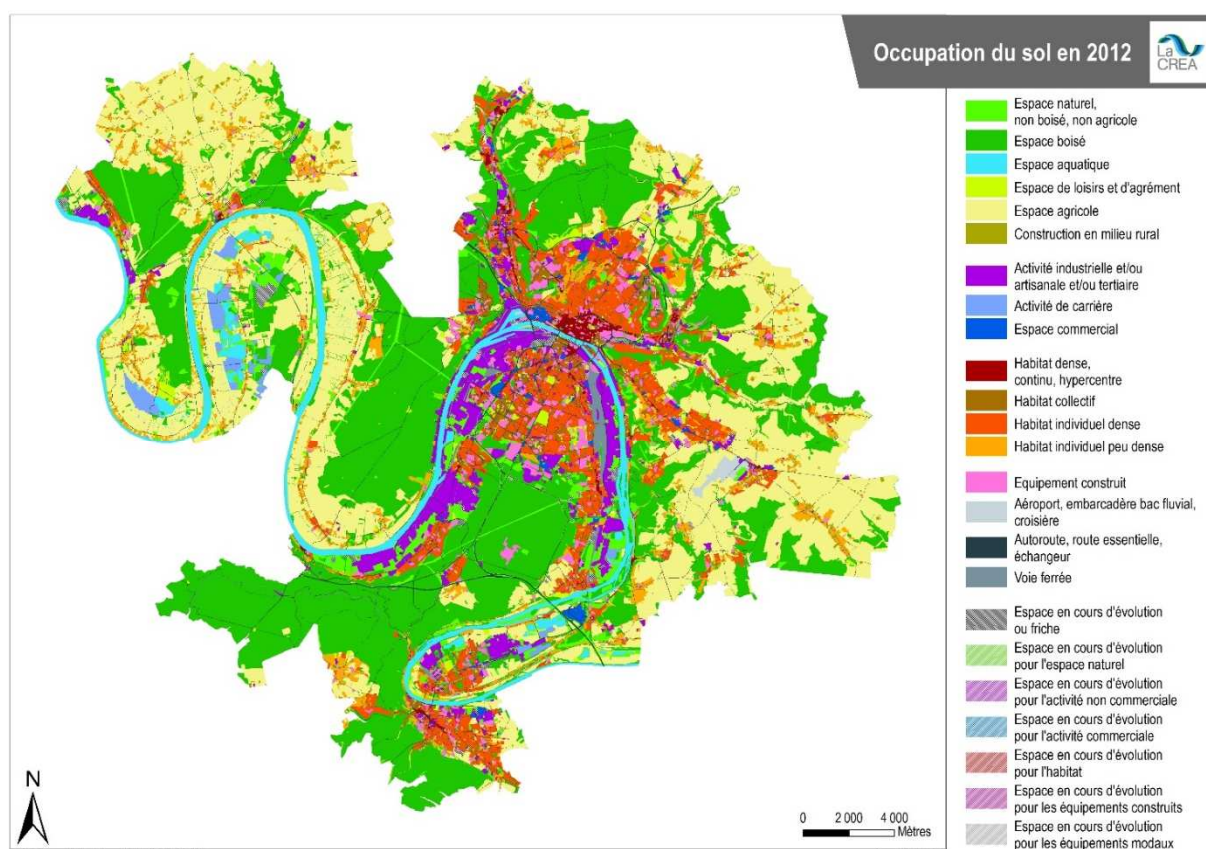 Occupation du sol en 2012
La
CREA
Espace naturel,
non boisé, non agricole
Espace boisé
Espace aquatique
Espace de loisirs et d'agrément
Espace agricole
Construction en milieu rural
Activité industrielle et/ou
artisanale et/ou tertiaire
Activité de carrière
Espace commercial
Habitat dense,
continu, hypercentre
Habitat collectif
Habitat individuel dense
Habitat individuel peu dense
Equipement construit
Aéroport, embarcadère bac fluvial,
croisière
Autoroute, route essentielle,
échangeur
Voie ferrée
Espace en cours d'évolution
ou friche
Espace en cours d'évolution
pour l'espace naturel
Espace en cours d'évolution
pour l'activité non commerciale
Espace en cours d'évolution
pour l'activité commerciale
Espace en cours d'évolution
pour l'habitat
Espace en cours d'évolution
pour les équipements construits
Espace en cours d'évolution
pour les équipements modaux
N
0 2 000 4 000
Mètres